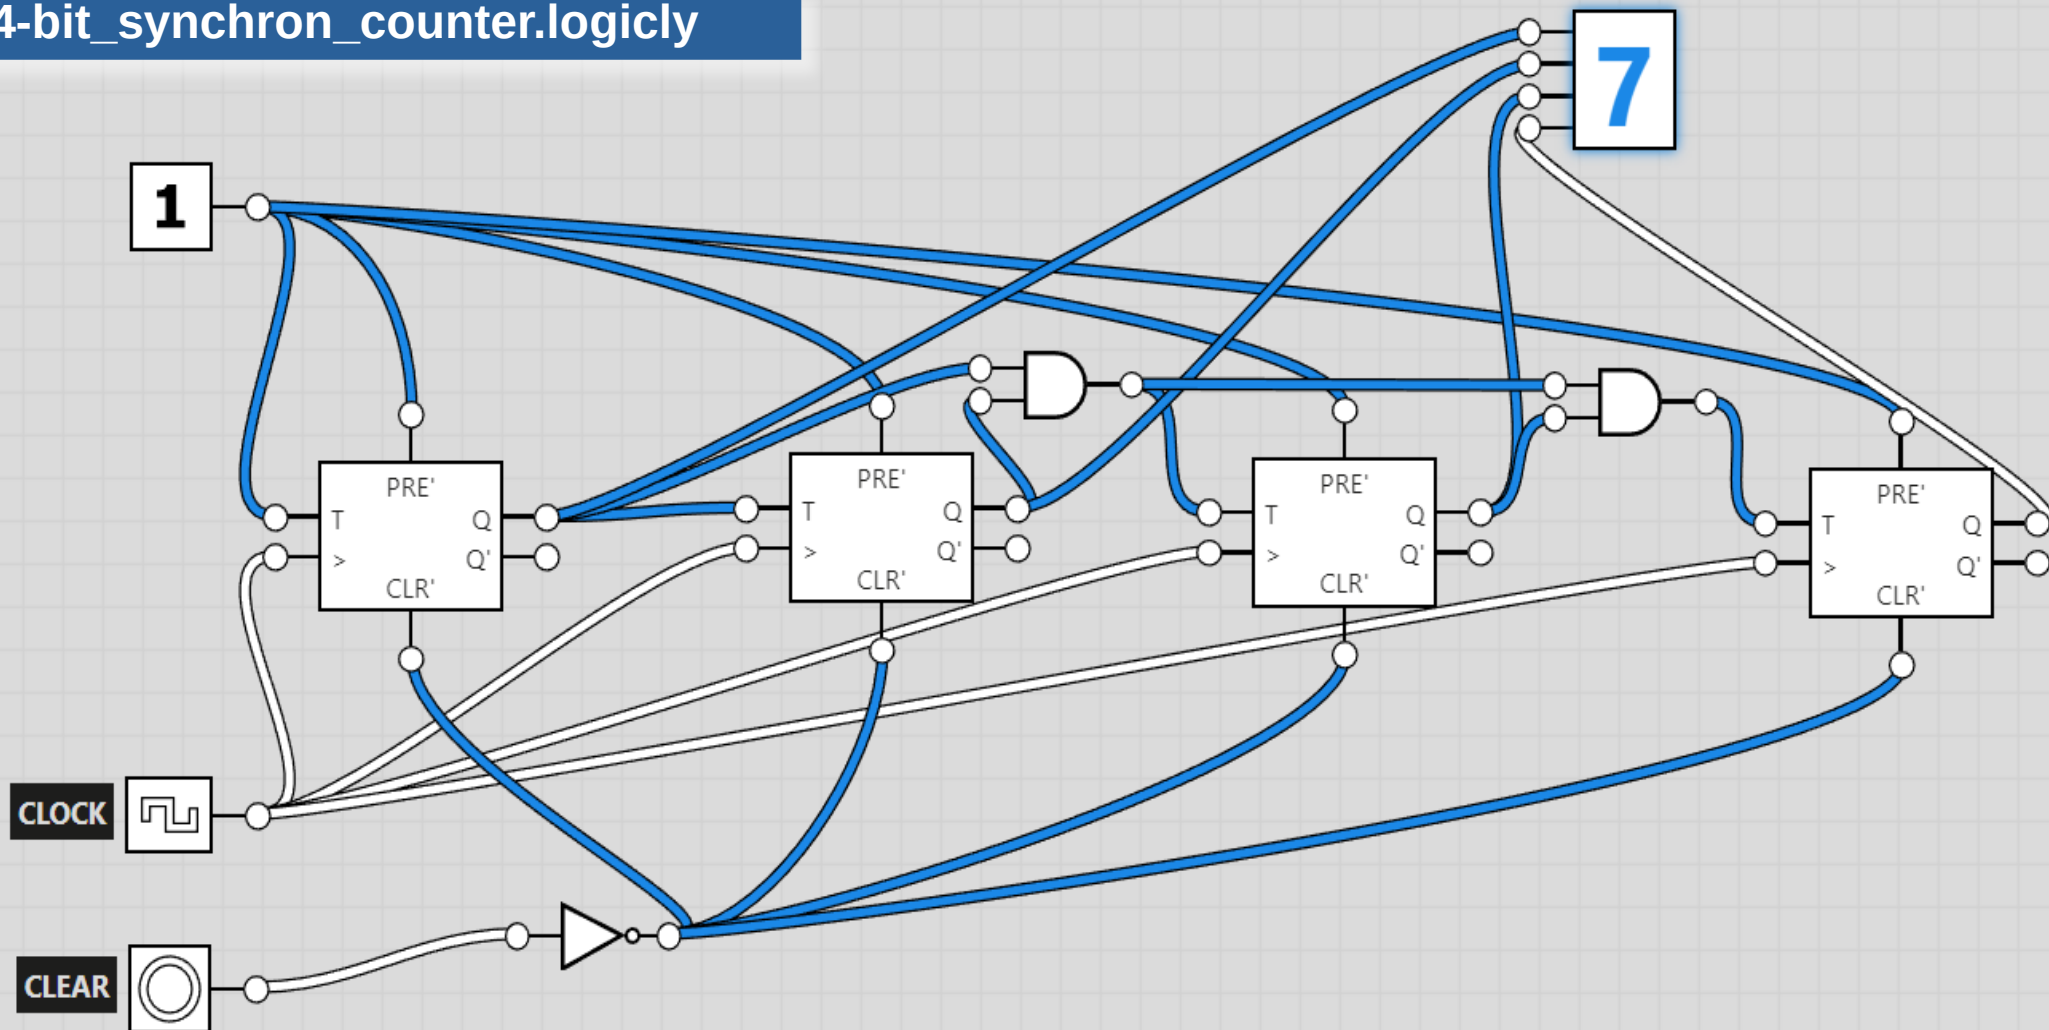 4-bit_synchron_counter.logicly
7
1
PRE'
T Q
> Q'
CLR'
PRE'
T Q
> Q'
CLR'
PRE'
T Q
> Q'
CLR'
PRE'
T Q
> Q'
CLR'
CLOCK
CLEAR